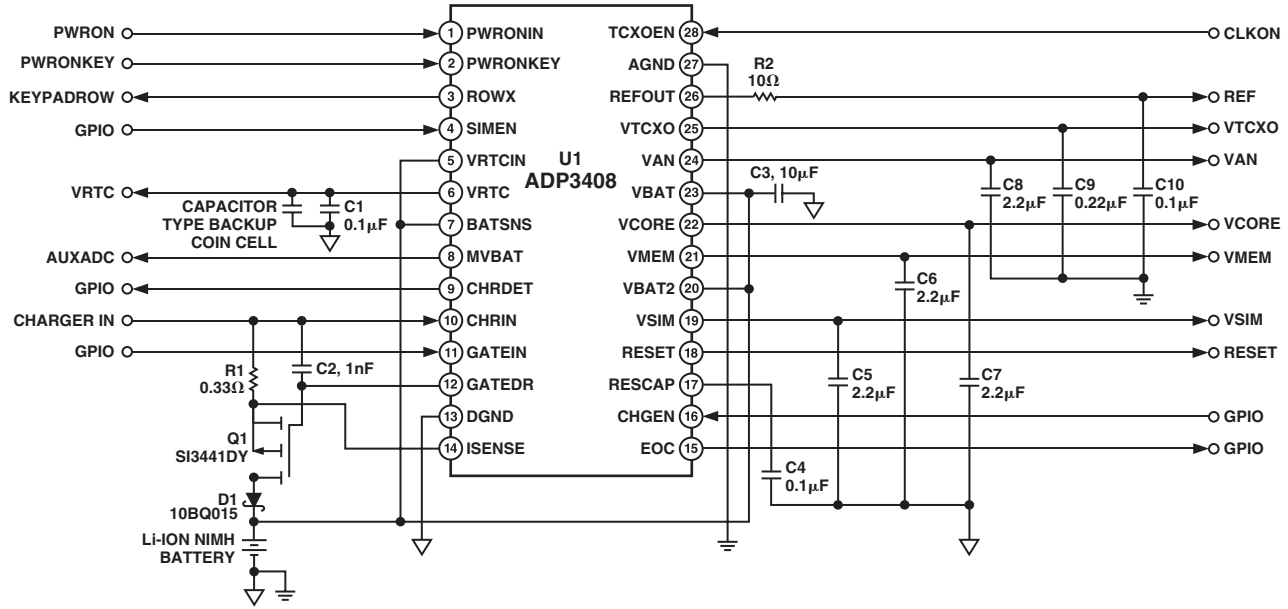 PWRON
1
PWRONIN
PWRONKEY
2
PWRONKEY
KEYPADROW
3
ROWX
GPIO
4
SIMEN
5
VRTCIN
VRTC
6
VRTC
CAPACITOR
TYPE BACKUP
COIN CELL
C1
0.1μF
7
BATSNS
AUXADC
8
MVBAT
GPIO
9
CHRDET
CHARGER IN
10
CHRIN
GPIO
11
GATEIN
R1
0.33Ω
C2, 1nF
12
GATEDR
13
DGND
Q1
SI3441DY
14
ISENSE
D1
10BQ015
Li-ION NIMH
BATTERY
U1
ADP3408
TCXOEN
28
CLKON
AGND
27
R2
10Ω
REFOUT
26
REF
VTCXO
25
VTCXO
VAN
24
VAN
C3, 10μF
VBAT
23
C8
2.2μF
C9
0.22μF
C10
0.1μF
VCORE
22
VCORE
VMEM
21
VMEM
C6
2.2μF
VBAT2
20
VSIM
19
VSIM
RESET
18
RESET
C5
2.2μF
C7
2.2μF
RESCAP
17
CHGEN
16
GPIO
EOC
15
GPIO
C4
0.1μF